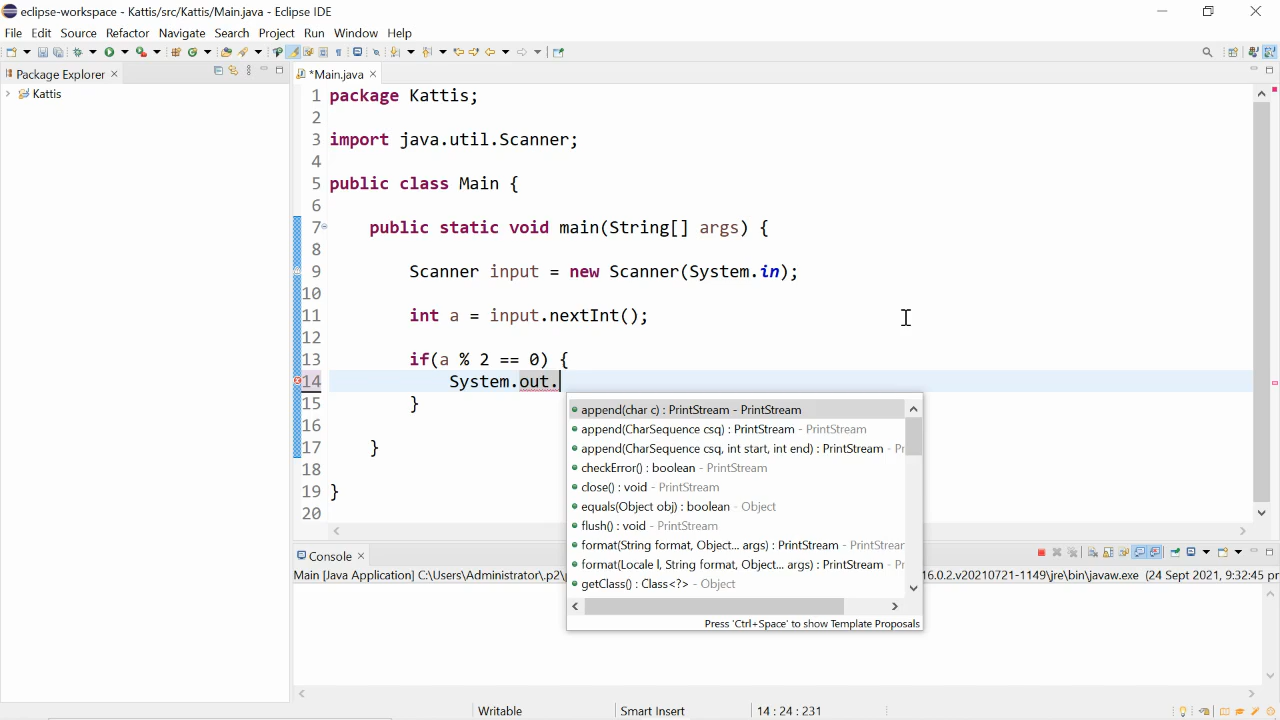 eclipse-workspace - Kattis/src/Kattis/Main.java - Eclipse IDE
File Edit Source Refactor Navigate Search Project Run Window Help
Package Explorer
*Main.java
Kattis
1 package Kattis;
2
3 import java.util.Scanner;
4
5 public class Main {
6
7 public static void main(String[] args) {
8
9 Scanner input = new Scanner(System.in);
10
11 int a = input.nextInt();
12
13 if(a % 2 == 0) {
14 System.out.
15 }
16
17 }
18
19 }
20
append(char c) : PrintStream - PrintStream
append(CharSequence csq) : PrintStream - PrintStream
append(CharSequence csq, int start, int end) : PrintStream - Pr
checkError() : boolean - PrintStream
close() : void - PrintStream
equals(Object obj) : boolean - Object
flush() : void - PrintStream
format(String format, Object... args) : PrintStream - PrintStrear
format(Locale l, String format, Object... args) : PrintStream - Pr
getClass() : Class<?> - Object
Press 'Ctrl+Space' to show Template Proposals
Console
Main [Java Application] C:\Users\Administrator\.p2\ 16.0.2.v20210721-1149\jre\bin\javaw.exe (24 Sept 2021, 9:32:45 pm
Writable Smart Insert 14 : 24 : 231